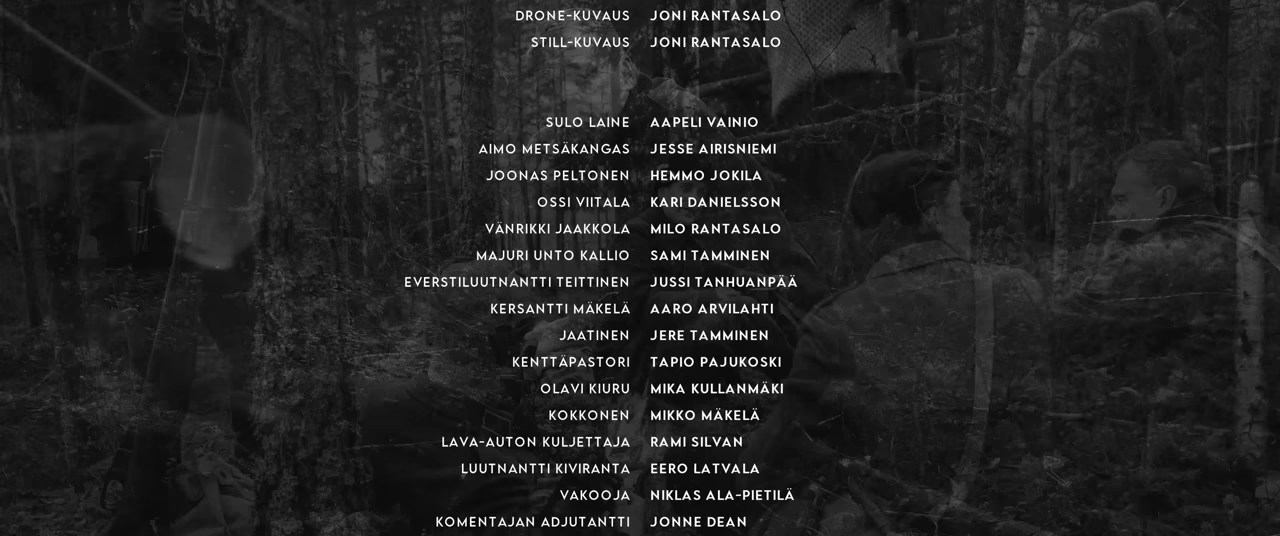 DRONE-KUVAUS JONI RANTASALO
STILL-KUVAUS JONI RANTASALO
SULO LAINE AAPELI VAINIO
AIMO METSÄKANGAS JESSE AIRISNIEMI
JOONAS PELTONEN HEMMO JOKILA
OSSI VIITALA KARI DANIELSSON
VÄNRIKKI JAAKKOLA MILO RANTASALO
MAJURI UNTO KALLIO SAMI TAMMINEN
EVERSTILUUTNANTTI TEITTINEN JUSSI TANHUANPÄÄ
KERSANTTI MÄKELÄ AARO ARVILAHTI
JAATINEN JERE TAMMINEN
KENTTÄPASTORI TAPIO PAJUKOSKI
OLAVI KIURU MIKA KULLANMÄKI
KOKKONEN MIKKO MÄKELÄ
LAVA-AUTON KULJETTAJA RAMI SILVAN
LUUTNANTTI KIVIRANTA EERO LATVALA
VAKOOJA NIKLAS ALA-PIETILÄ
KOMENTAJAN ADJUTANTTI JONNE DEAN